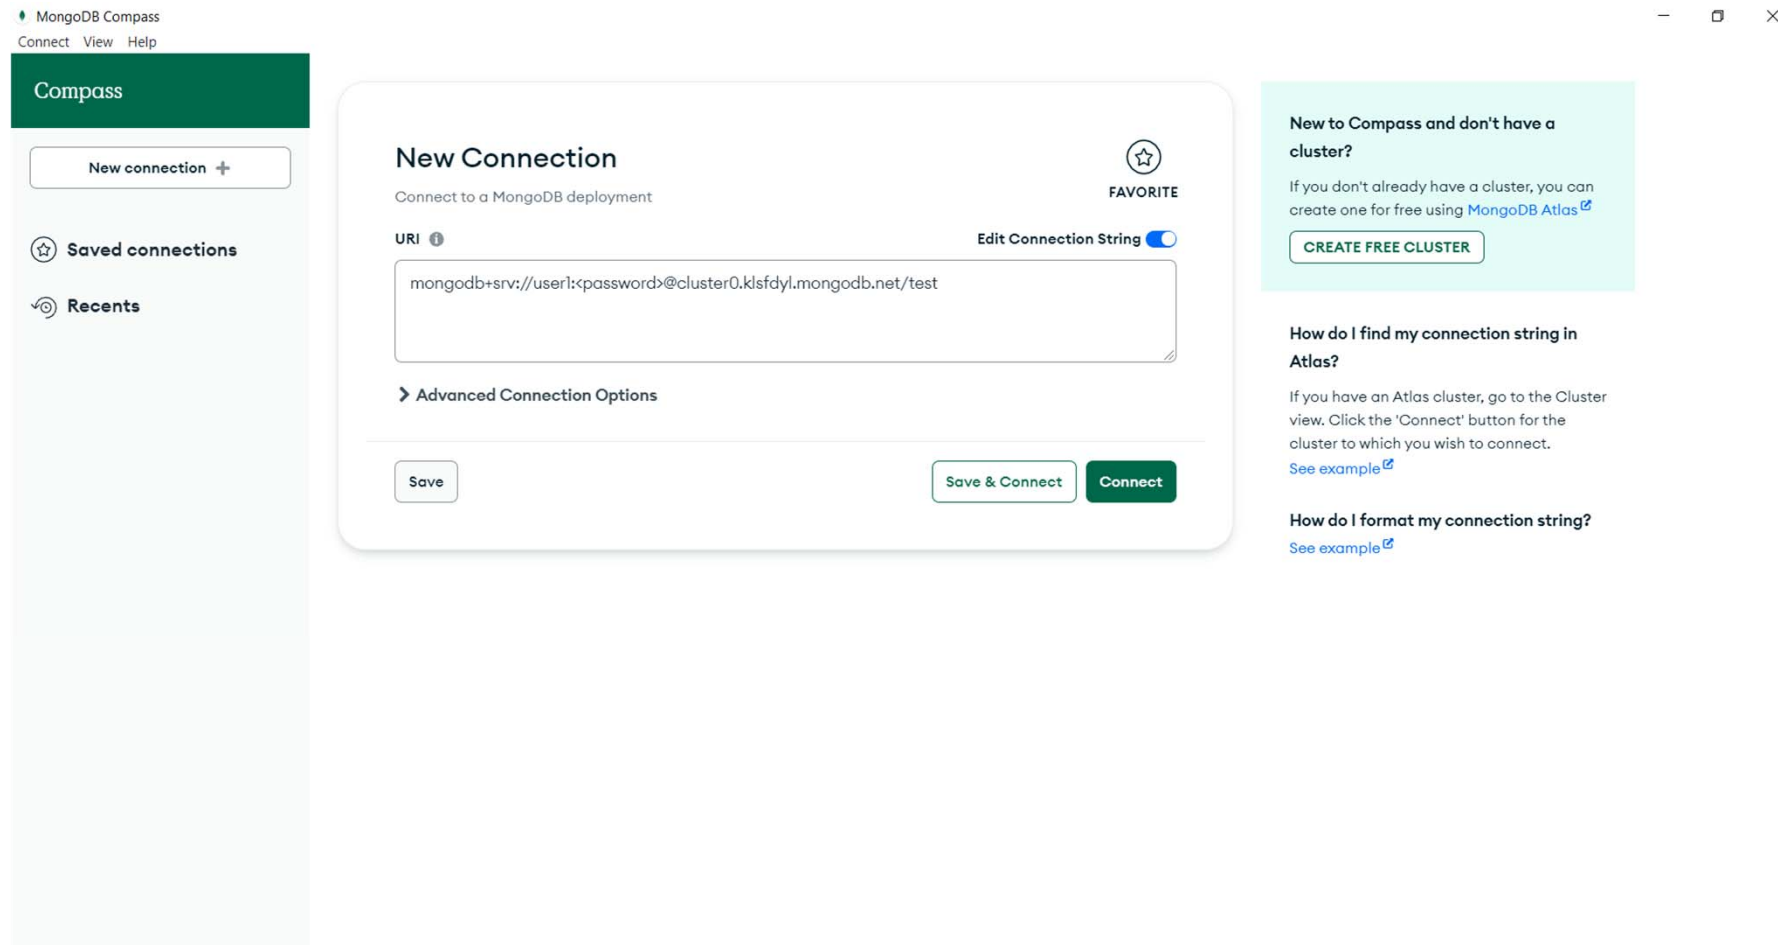 MongoDB Compass
Connect View Help
Compass
New connection +
Saved connections
Recents
New Connection
Connect to a MongoDB deployment
FAVORITE
URI
Edit Connection String
mongodb+srv://user1:<password>@cluster0.klsfdyl.mongodb.net/test
Advanced Connection Options
Save
Save & Connect
Connect
New to Compass and don't have a
cluster?
If you don't already have a cluster, you can
create one for free using MongoDB Atlas
CREATE FREE CLUSTER
How do I find my connection string in
Atlas?
If you have an Atlas cluster, go to the Cluster
view. Click the 'Connect' button for the
cluster to which you wish to connect.
See example
How do I format my connection string?
See example